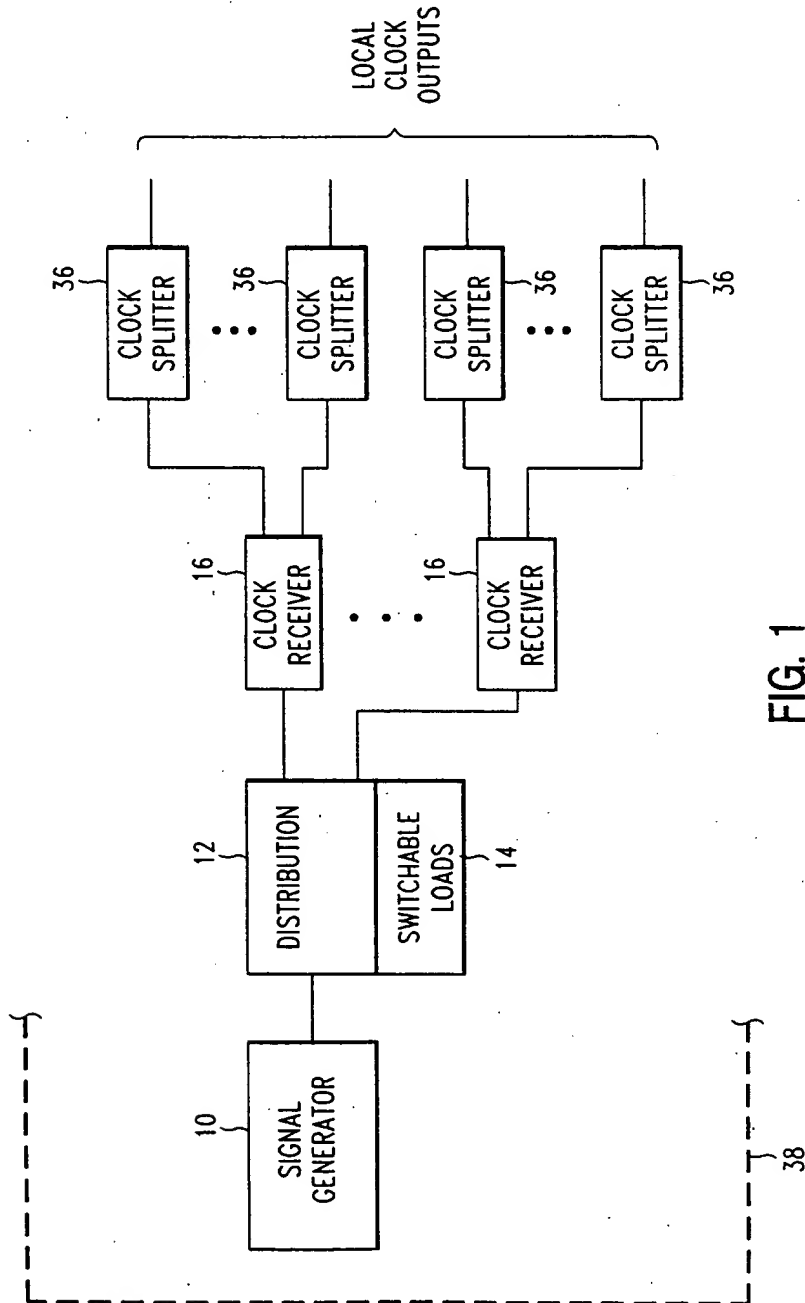 10
SIGNAL
GENERATOR
12
DISTRIBUTION
SWITCHABLE
LOADS
14
16
CLOCK
RECEIVER
16
CLOCK
RECEIVER
36
CLOCK
SPLITTER
36
CLOCK
SPLITTER
36
CLOCK
SPLITTER
36
CLOCK
SPLITTER
LOCAL
CLOCK
OUTPUTS
38
FIG. 1